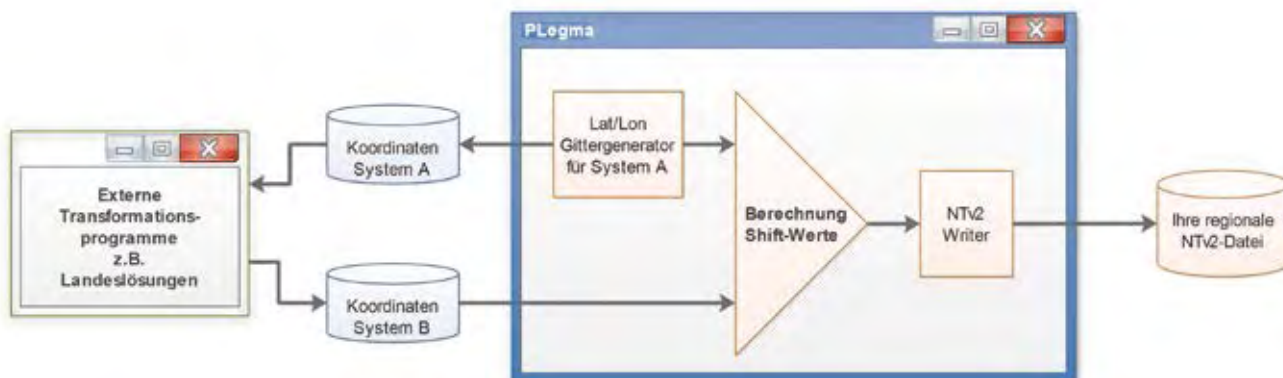 PLegma
Lat/Lon
Gittergenerator
für System A
Koordinaten
System A
Externe
Transformations-
programme
z.B.
Landeslösungen
Berechnung
Shift-Werte
NTv2
Writer
Ihre regionale
NTv2-Datei
Koordinaten
System B